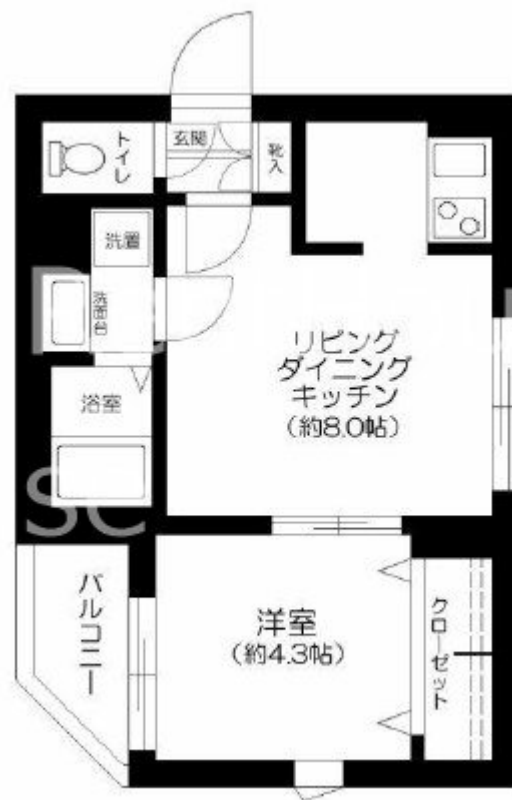 玄関
靴入
トイレ
洗置
洗面台
浴室
リビング
ダイニング
キッチン
(約8.0帖)
バルコニー
洋室
(約4.3帖)
クローゼット
SC